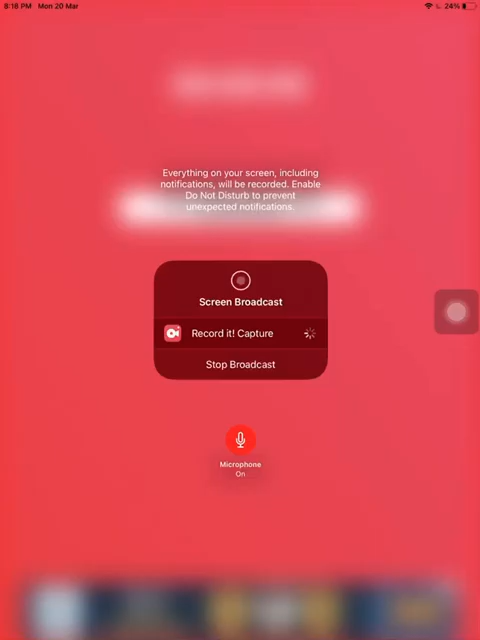 8:18 PM Mon 20 Mar
24%
Everything on your screen, including
notifications, will be recorded. Enable
Do Not Disturb to prevent
unexpected notifications.
Screen Broadcast
Record it! Capture
Stop Broadcast
Microphone
On